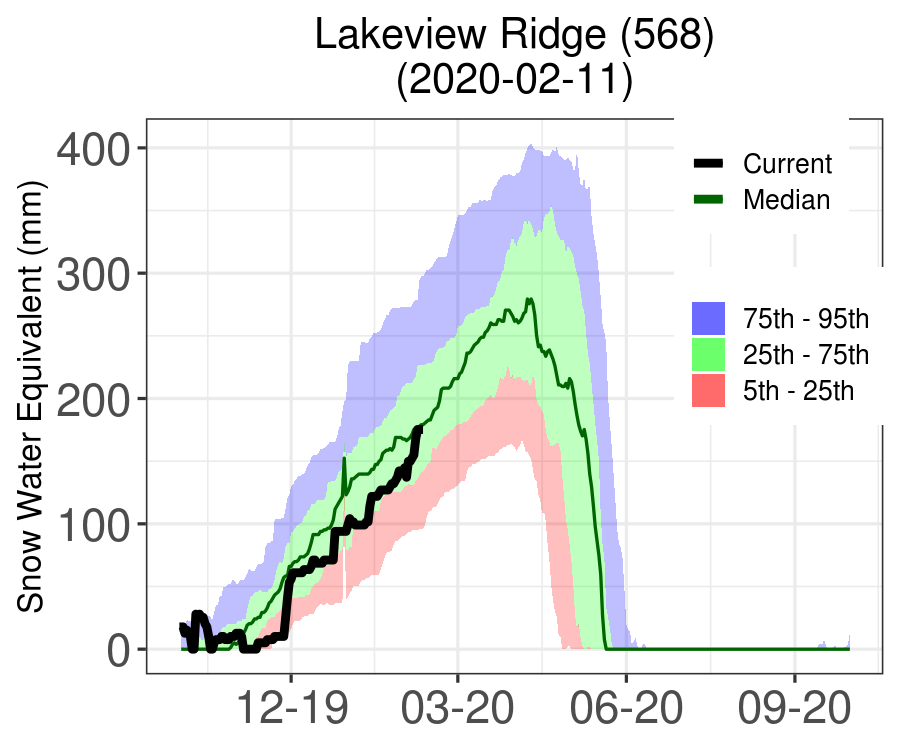 Lakeview Ridge (568)
(2020-02-11)
Snow Water Equivalent (mm)
400
300
200
100
0
12-19
03-20
06-20
09-20
Current
Median
75th - 95th
25th - 75th
5th - 25th